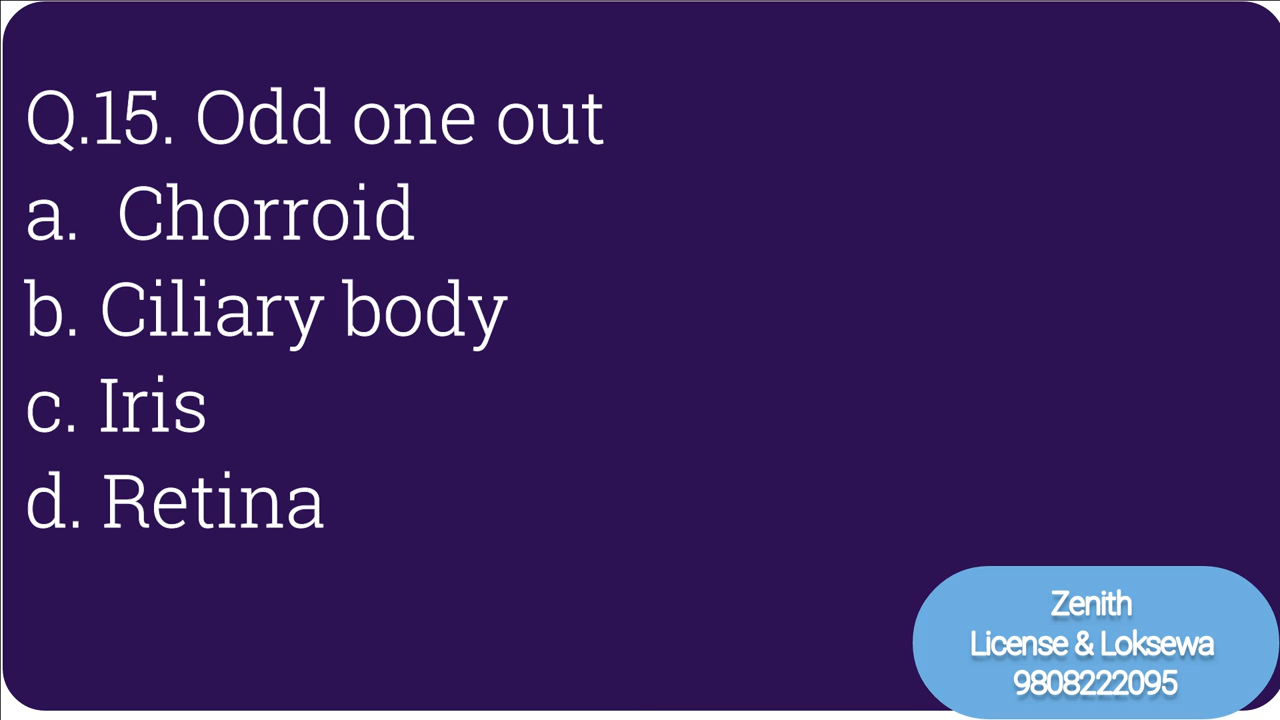 Q.15. Odd one out
a. Chorroid
b. Ciliary body
c. Iris
d. Retina
Zenith
License & Loksewa
9808222095